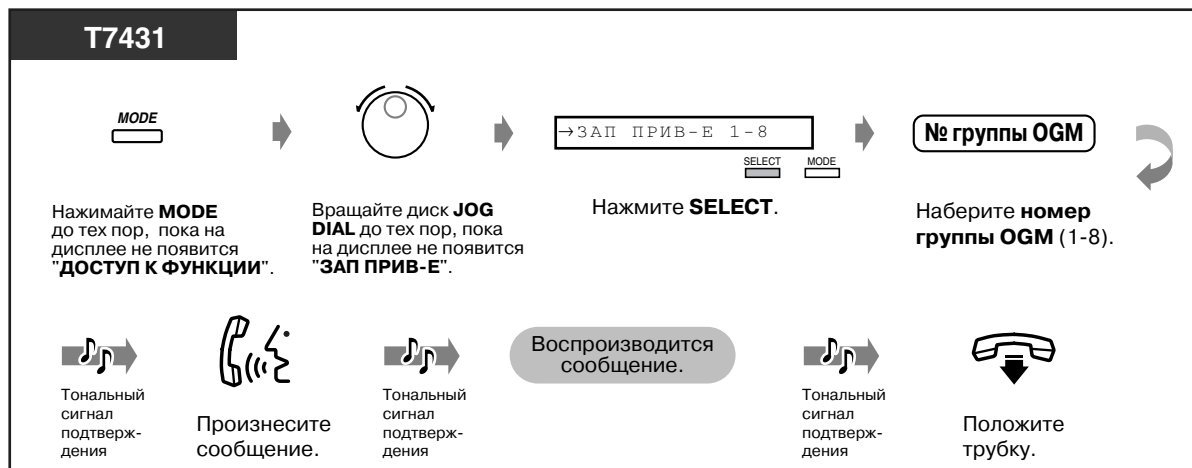 T7431
MODE
→ЗАП ПРИВ-Е 1-8
SELECT MODE
№ группы OGM
Нажимайте MODE
до тех пор, пока на
дисплее не появится
"ДОСТУП К ФУНКЦИИ".
Вращайте диск JOG
DIAL до тех пор, пока
на дисплее не появится
"ЗАП ПРИВ-Е".
Нажмите SELECT.
Наберите номер
группы OGM (1-8).
Тональный
сигнал
подтверж-
дения
Произнесите
сообщение.
Тональный
сигнал
подтверж-
дения
Воспроизводится
сообщение.
Тональный
сигнал
подтверж-
дения
Положите
трубку.